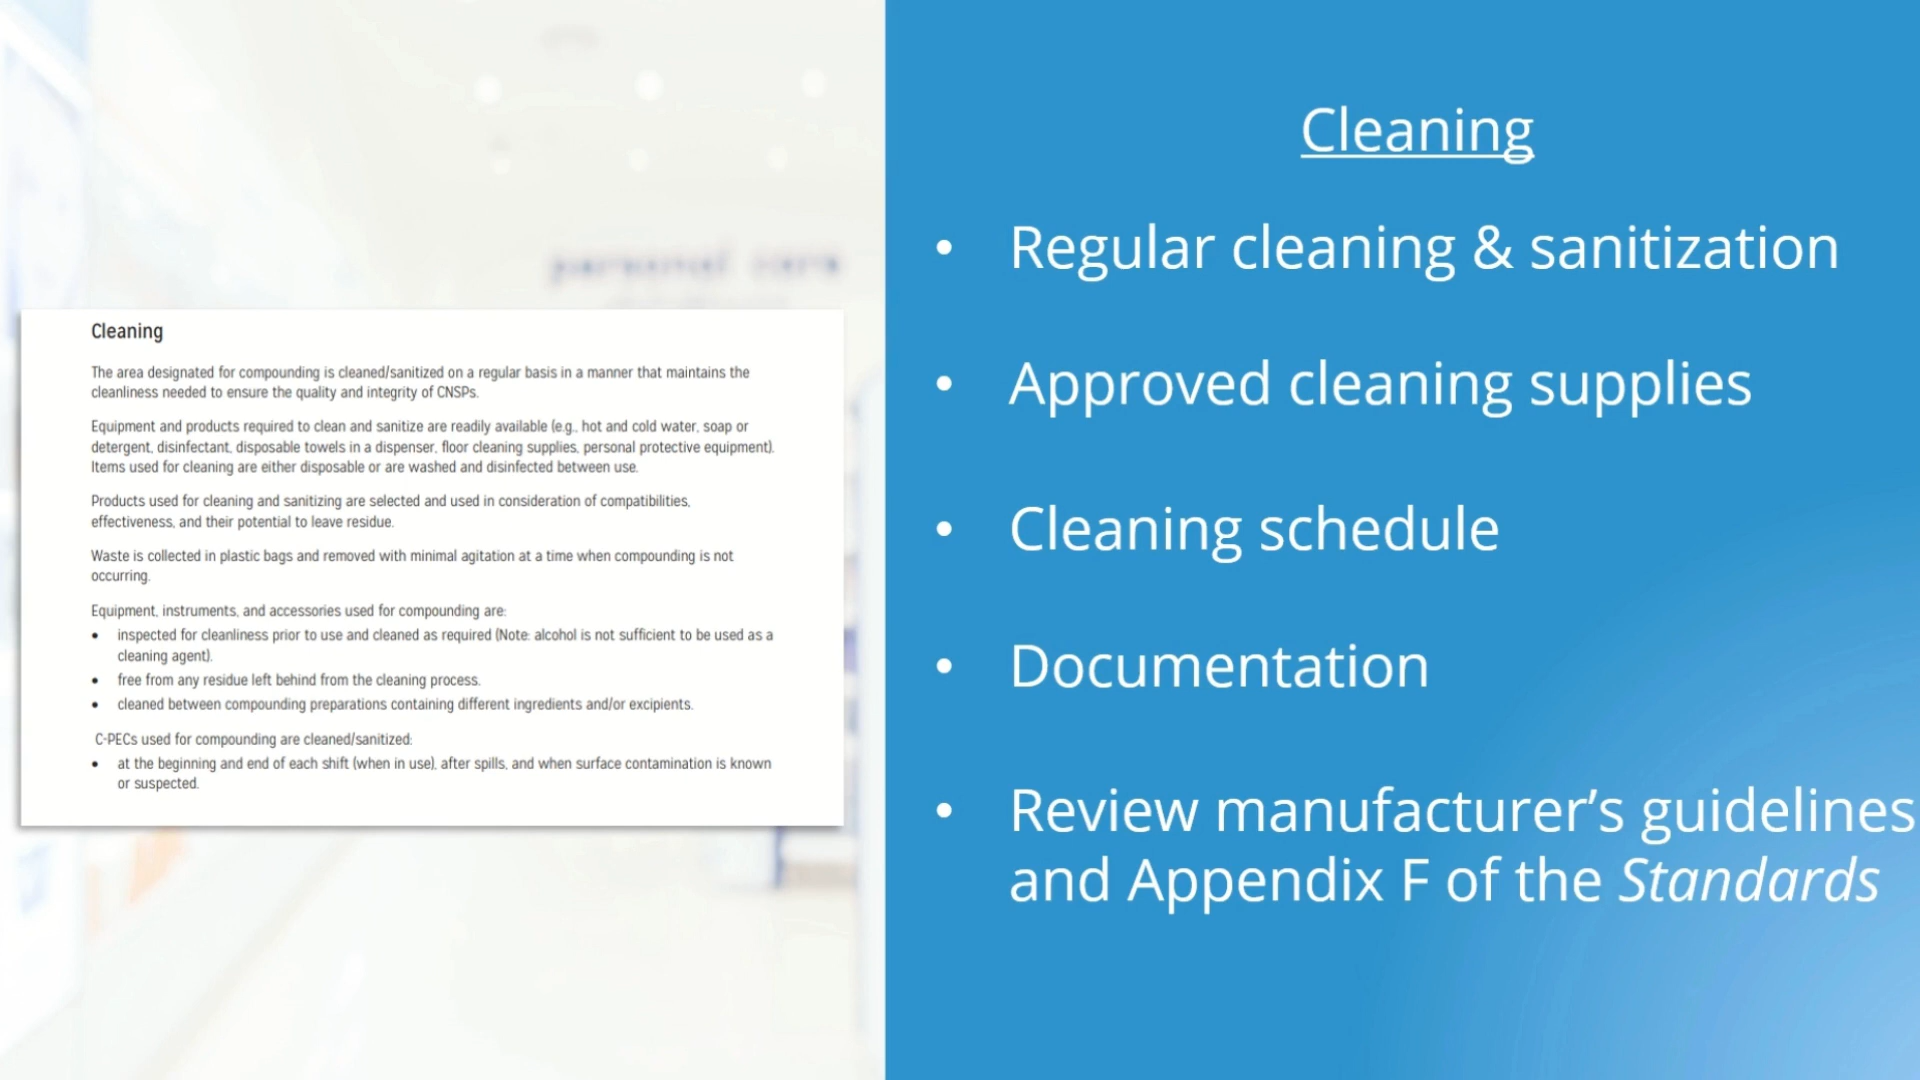 personal care
Cleaning
The area designated for compounding is cleaned/sanitized on a regular basis in a manner that maintains the
cleanliness needed to ensure the quality and integrity of CNSPs.
Equipment and products required to clean and sanitize are readily available (e.g., hot and cold water, soap or
detergent, disinfectant, disposable towels in a dispenser, floor cleaning supplies, personal protective equipment).
Items used for cleaning are either disposable or are washed and disinfected between use.
Products used for cleaning and sanitizing are selected and used in consideration of compatibilities,
effectiveness, and their potential to leave residue.
Waste is collected in plastic bags and removed with minimal agitation at a time when compounding is not
occurring.
Equipment, instruments, and accessories used for compounding are:
• inspected for cleanliness prior to use and cleaned as required (Note: alcohol is not sufficient to be used as a
cleaning agent).
• free from any residue left behind from the cleaning process.
• cleaned between compounding preparations containing different ingredients and/or excipients.
C-PECs used for compounding are cleaned/sanitized:
• at the beginning and end of each shift (when in use), after spills, and when surface contamination is known
or suspected.
Cleaning
• Regular cleaning & sanitization
• Approved cleaning supplies
• Cleaning schedule
• Documentation
• Review manufacturer’s guidelines
and Appendix F of the Standards